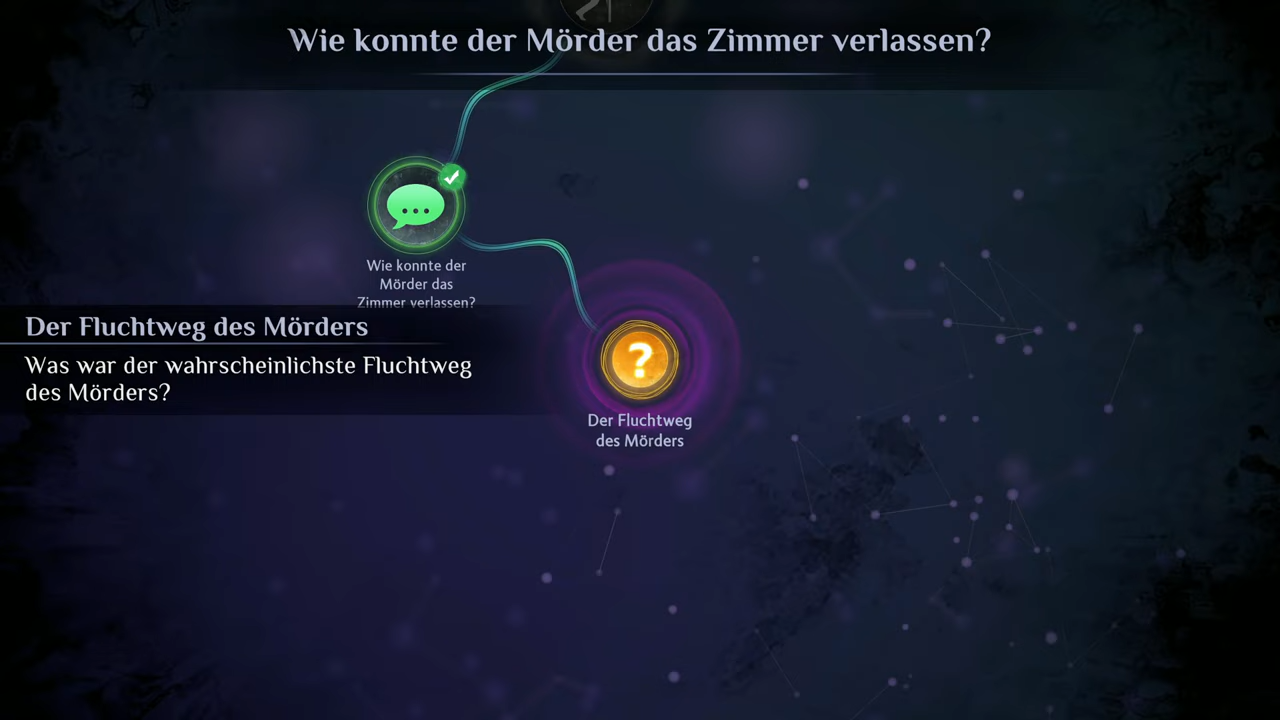 Wie konnte der Mörder das Zimmer verlassen?
Wie konnte der
Mörder das
Zimmer verlassen?
Der Fluchtweg des Mörders
Was war der wahrscheinlichste Fluchtweg
des Mörders?
?
Der Fluchtweg
des Mörders